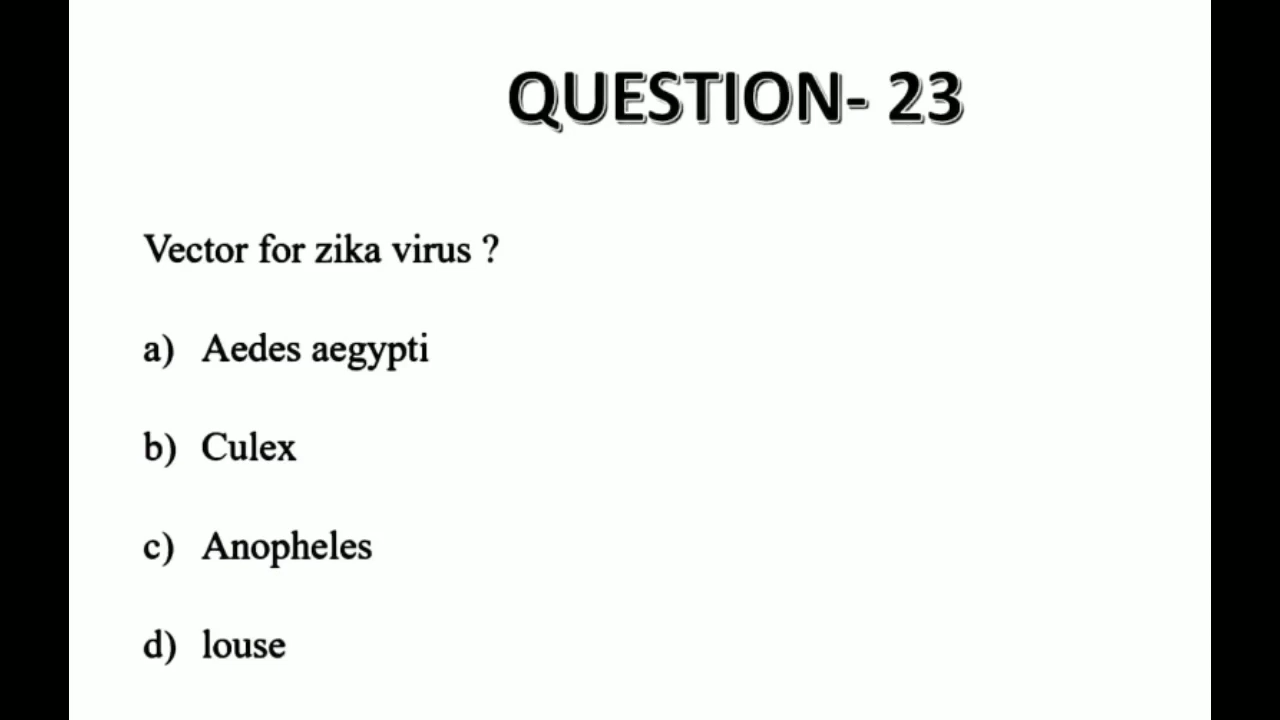 QUESTION- 23
Vector for zika virus ?
a) Aedes aegypti
b) Culex
c) Anopheles
d) louse